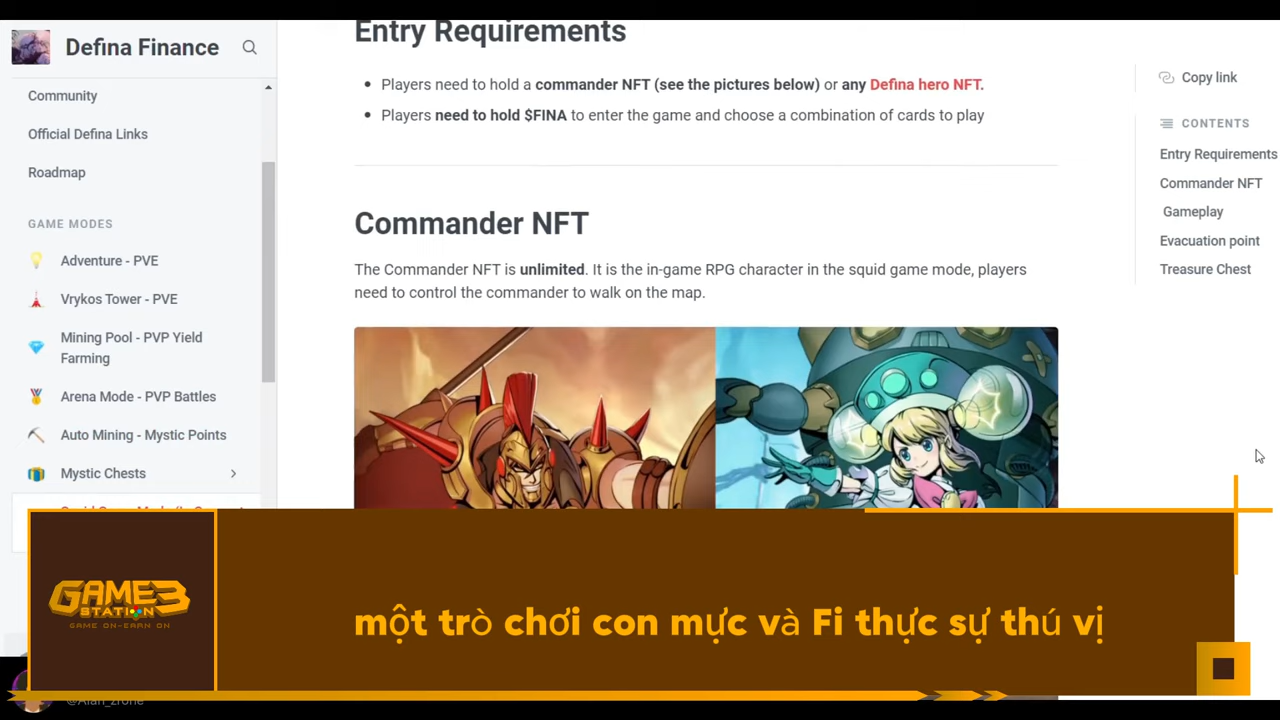 Defina Finance
Community
Official Defina Links
Roadmap
GAME MODES
Adventure - PVE
Vrykos Tower - PVE
Mining Pool - PVP Yield
Farming
Arena Mode - PVP Battles
Auto Mining - Mystic Points
Mystic Chests
Entry Requirements
Players need to hold a commander NFT (see the pictures below) or any Defina hero NFT.
Players need to hold $FINA to enter the game and choose a combination of cards to play
Commander NFT
The Commander NFT is unlimited. It is the in-game RPG character in the squid game mode, players
need to control the commander to walk on the map.
Copy link
CONTENTS
Entry Requirements
Commander NFT
Gameplay
Evacuation point
Treasure Chest
GAME3
STATION
GAME ON-EARN ON
một trò chơi con mực và Fi thực sự thú vị